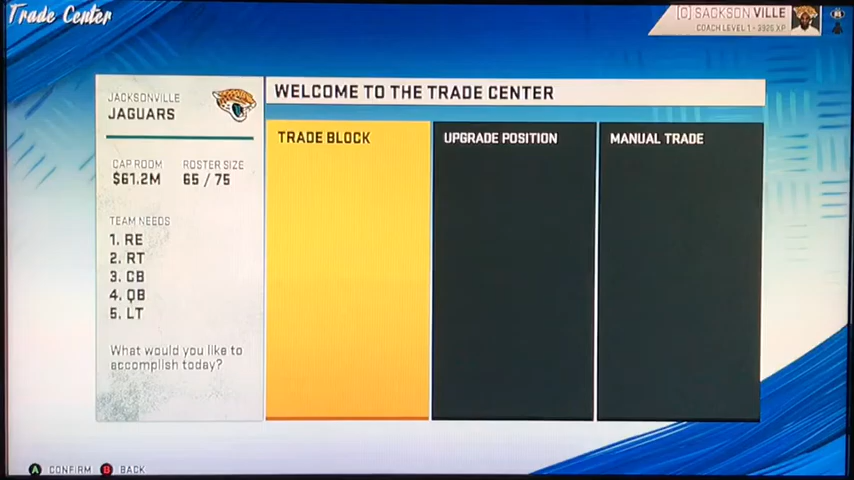 Trade Center
[C] SACKSON VILLE
COACH LEVEL 1 - 3925 XP
JACKSONVILLE
JAGUARS
CAP ROOM
$61.2M
ROSTER SIZE
65 / 75
TEAM NEEDS
1. RE
2. RT
3. CB
4. QB
5. LT
What would you like to
accomplish today?
WELCOME TO THE TRADE CENTER
TRADE BLOCK
UPGRADE POSITION
MANUAL TRADE
A CONFIRM B BACK